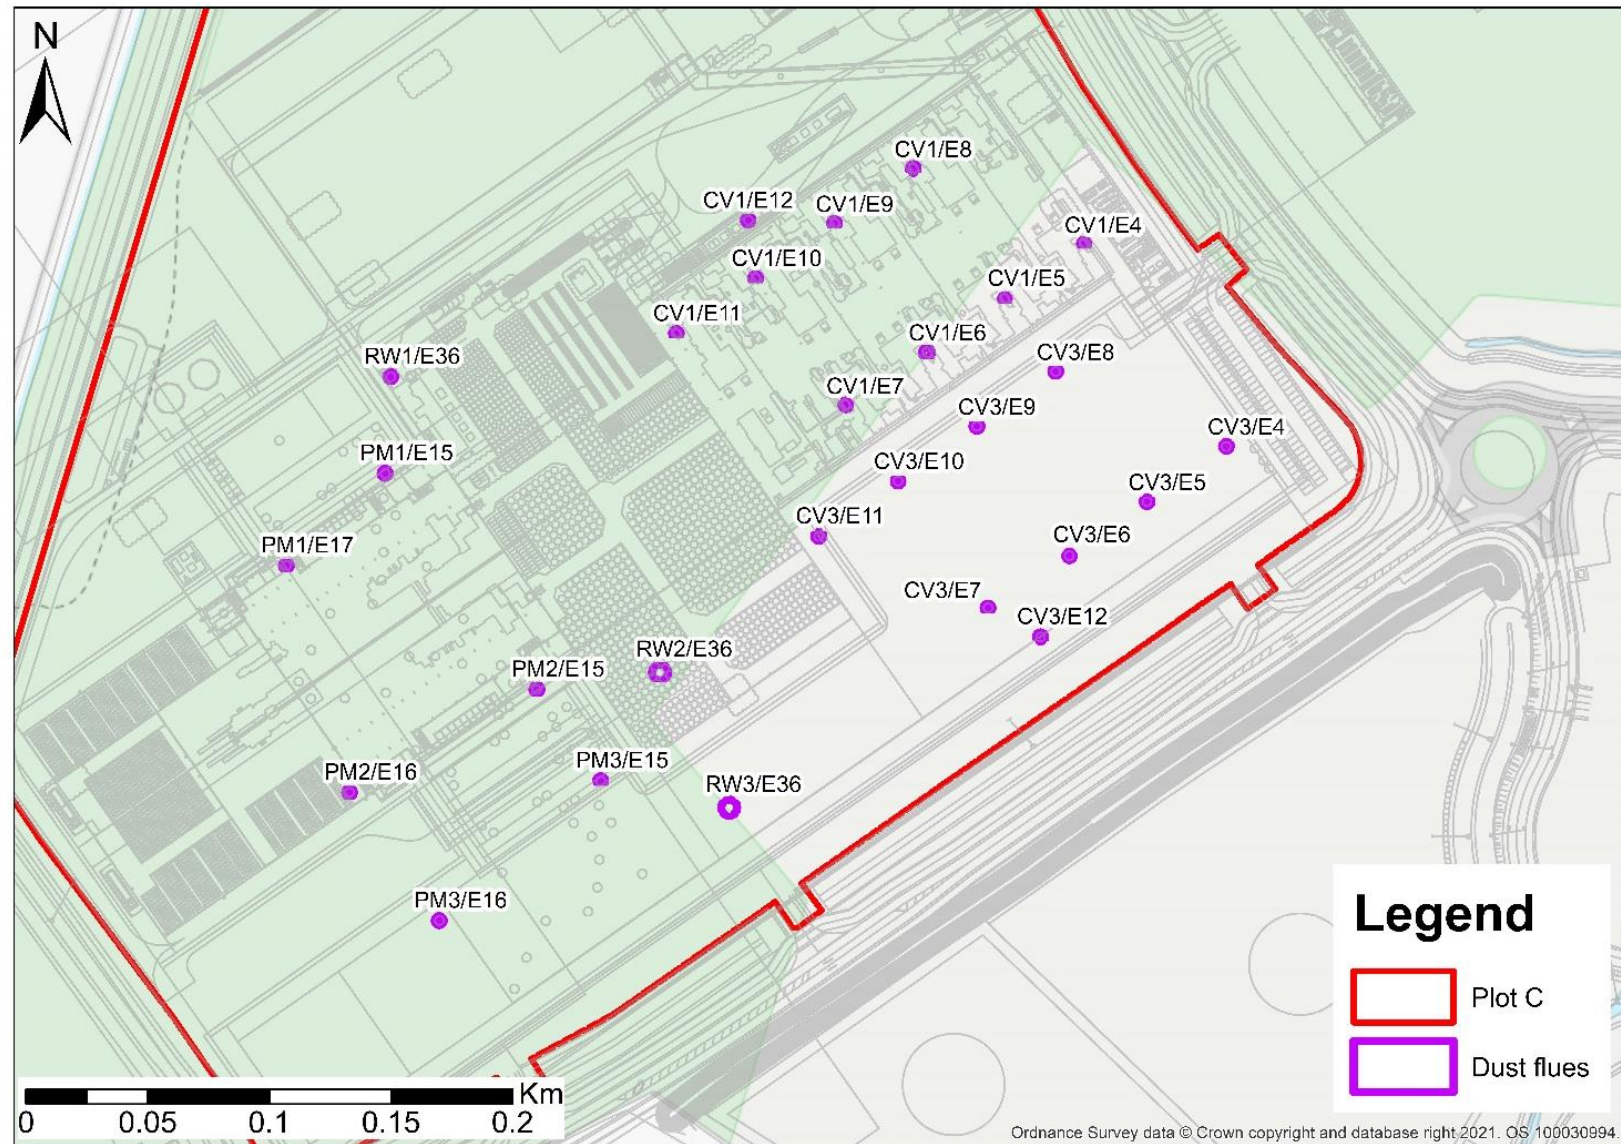 N
CV1/E8
CV1/E12
CV1/E9
CV1/E4
CV1/E10
CV1/E5
CV1/E11
CV1/E6
RW1/E36
CV3/E8
CV1/E7
CV3/E9
PM1/E15
CV3/E4
CV3/E10
CV3/E5
CV3/E11
PM1/E17
CV3/E6
CV3/E7
CV3/E12
RW2/E36
PM2/E15
PM3/E15
PM2/E16
RW3/E36
PM3/E16
Legend
Plot C
Dust flues
Km
0 0.05 0.1 0.15 0.2
Ordnance Survey data © Crown copyright and database right 2021. OS 100030994